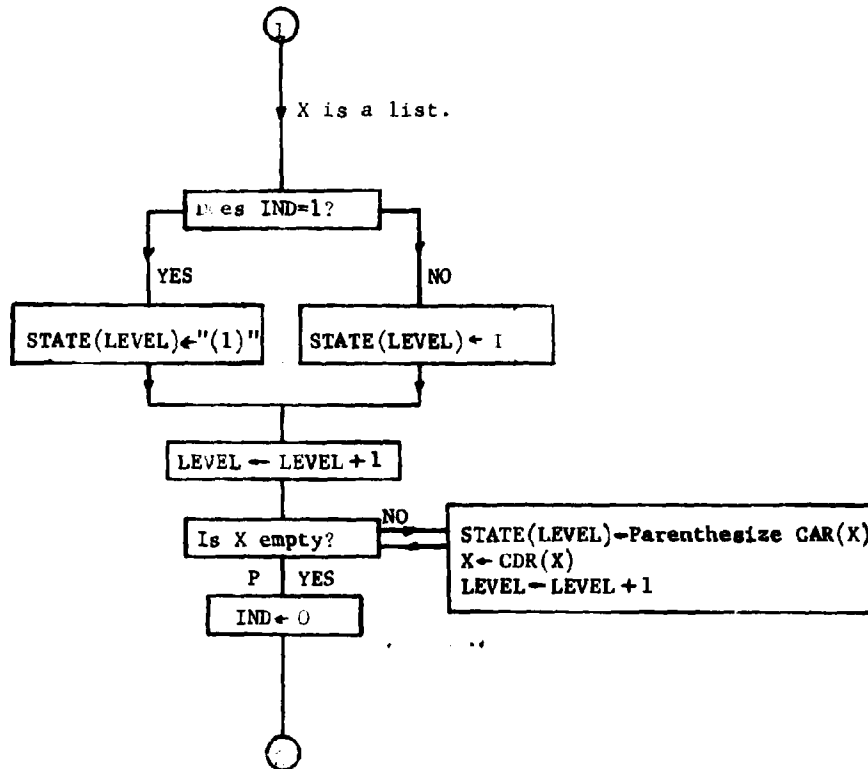 1
X is a list.
Does IND=1?
YES
NO
STATE(LEVEL)←"(1)"
STATE(LEVEL)← I
LEVEL ← LEVEL + 1
Is X empty?
NO
STATE(LEVEL)←Parenthesize CAR(X)
X← CDR(X)
LEVEL←LEVEL + 1
P YES
IND← 0